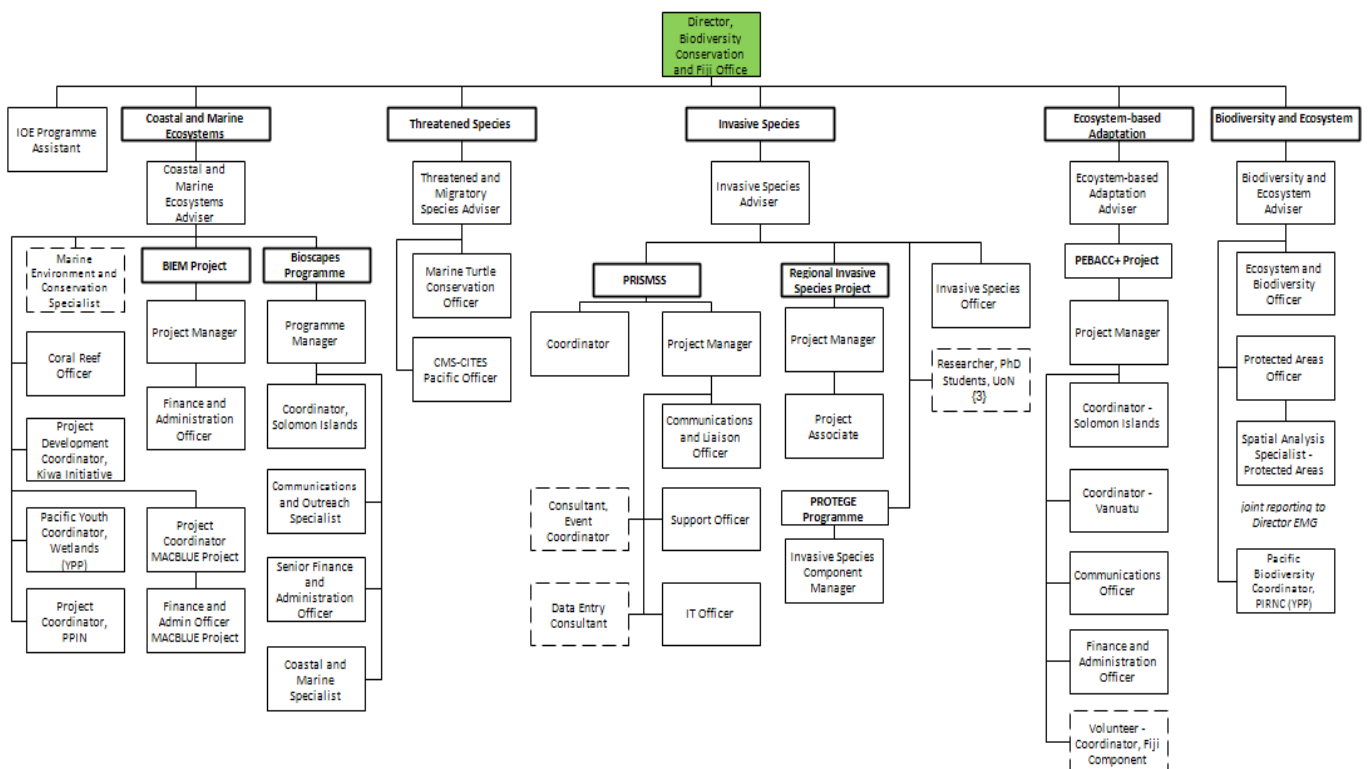 Director,
Biodiversity
Conservation
and Fiji Office
IOE Programme
Assistant
Coastal and Marine
Ecosystems
Threatened Species
Invasive Species
Ecosystem-based
Adaptation
Biodiversity and Ecosystem
Coastal and
Marine
Ecosystems
Adviser
Threatened and
Migratory
Species Adviser
Invasive Species
Adviser
Ecoystem-based
Adaptation
Adviser
Biodiversity and
Ecosystem
Adviser
Marine
Environment and
Conservation
Specialist
Coral Reef
Officer
Project
Development
Coordinator,
Kiwa Initiative
Pacific Youth
Coordinator,
Wetlands
(YPP)
Project
Coordinator,
PPIN
BIEM Project
Project Manager
Finance and
Administration
Officer
Project
Coordinator
MACBLUE Project
Finance and
Admin Officer
MACBLUE Project
Bioscapes
Programme
Programme
Manager
Coordinator,
Solomon Islands
Communications
and Outreach
Specialist
Senior Finance
and
Administration
Officer
Coastal and
Marine
Specialist
Marine Turtle
Conservation
Officer
CMS-CITES
Pacific Officer
PRISMSS
Coordinator
Project Manager
Communications
and Liaison
Officer
Consultant,
Event
Coordinator
Support Officer
Data Entry
Consultant
IT Officer
Regional Invasive
Species Project
Project
Manager
Project
Associate
PROTEGE
Programme
Invasive Species
Component
Manager
Invasive Species
Officer
Researcher, PhD
Students, UoN
{3}
PEBACC+ Project
Project
Manager
Coordinator -
Solomon Islands
Coordinator -
Vanuatu
Communications
Officer
Finance and
Administration
Officer
Volunteer -
Coordinator, Fiji
Component
Ecosystem and
Biodiversity
Officer
Protected Areas
Officer
Spatial Analysis
Specialist -
Protected Areas
joint reporting to
Director EMG
Pacific
Biodiversity
Coordinator,
PIRNC (YPP)